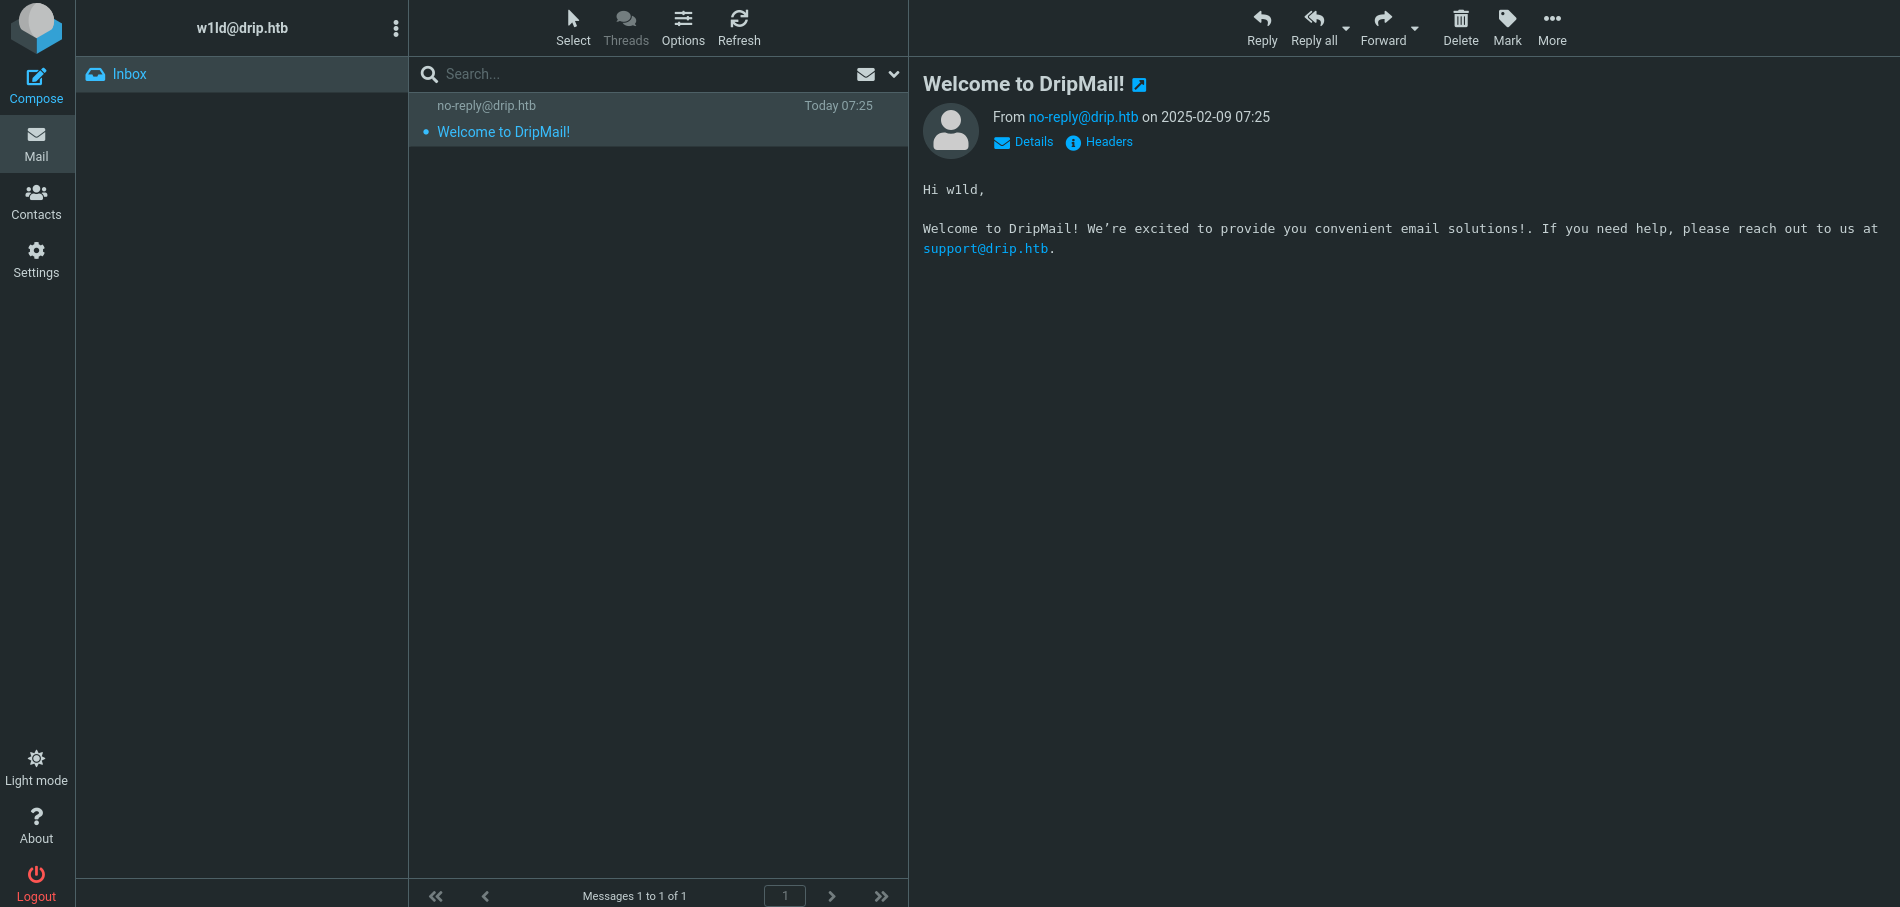 w1ld@drip.htb
Select
Threads
Options
Refresh
Reply
Reply all
Forward
Delete
Mark
More
Compose
Mail
Contacts
Settings
Light mode
About
Logout
Inbox
Search...
no-reply@drip.htb Today 07:25
Welcome to DripMail!
Messages 1 to 1 of 1
1
Welcome to DripMail!
From no-reply@drip.htb on 2025-02-09 07:25
Details Headers
Hi w1ld,
Welcome to DripMail! We’re excited to provide you convenient email solutions!. If you need help, please reach out to us at
support@drip.htb.